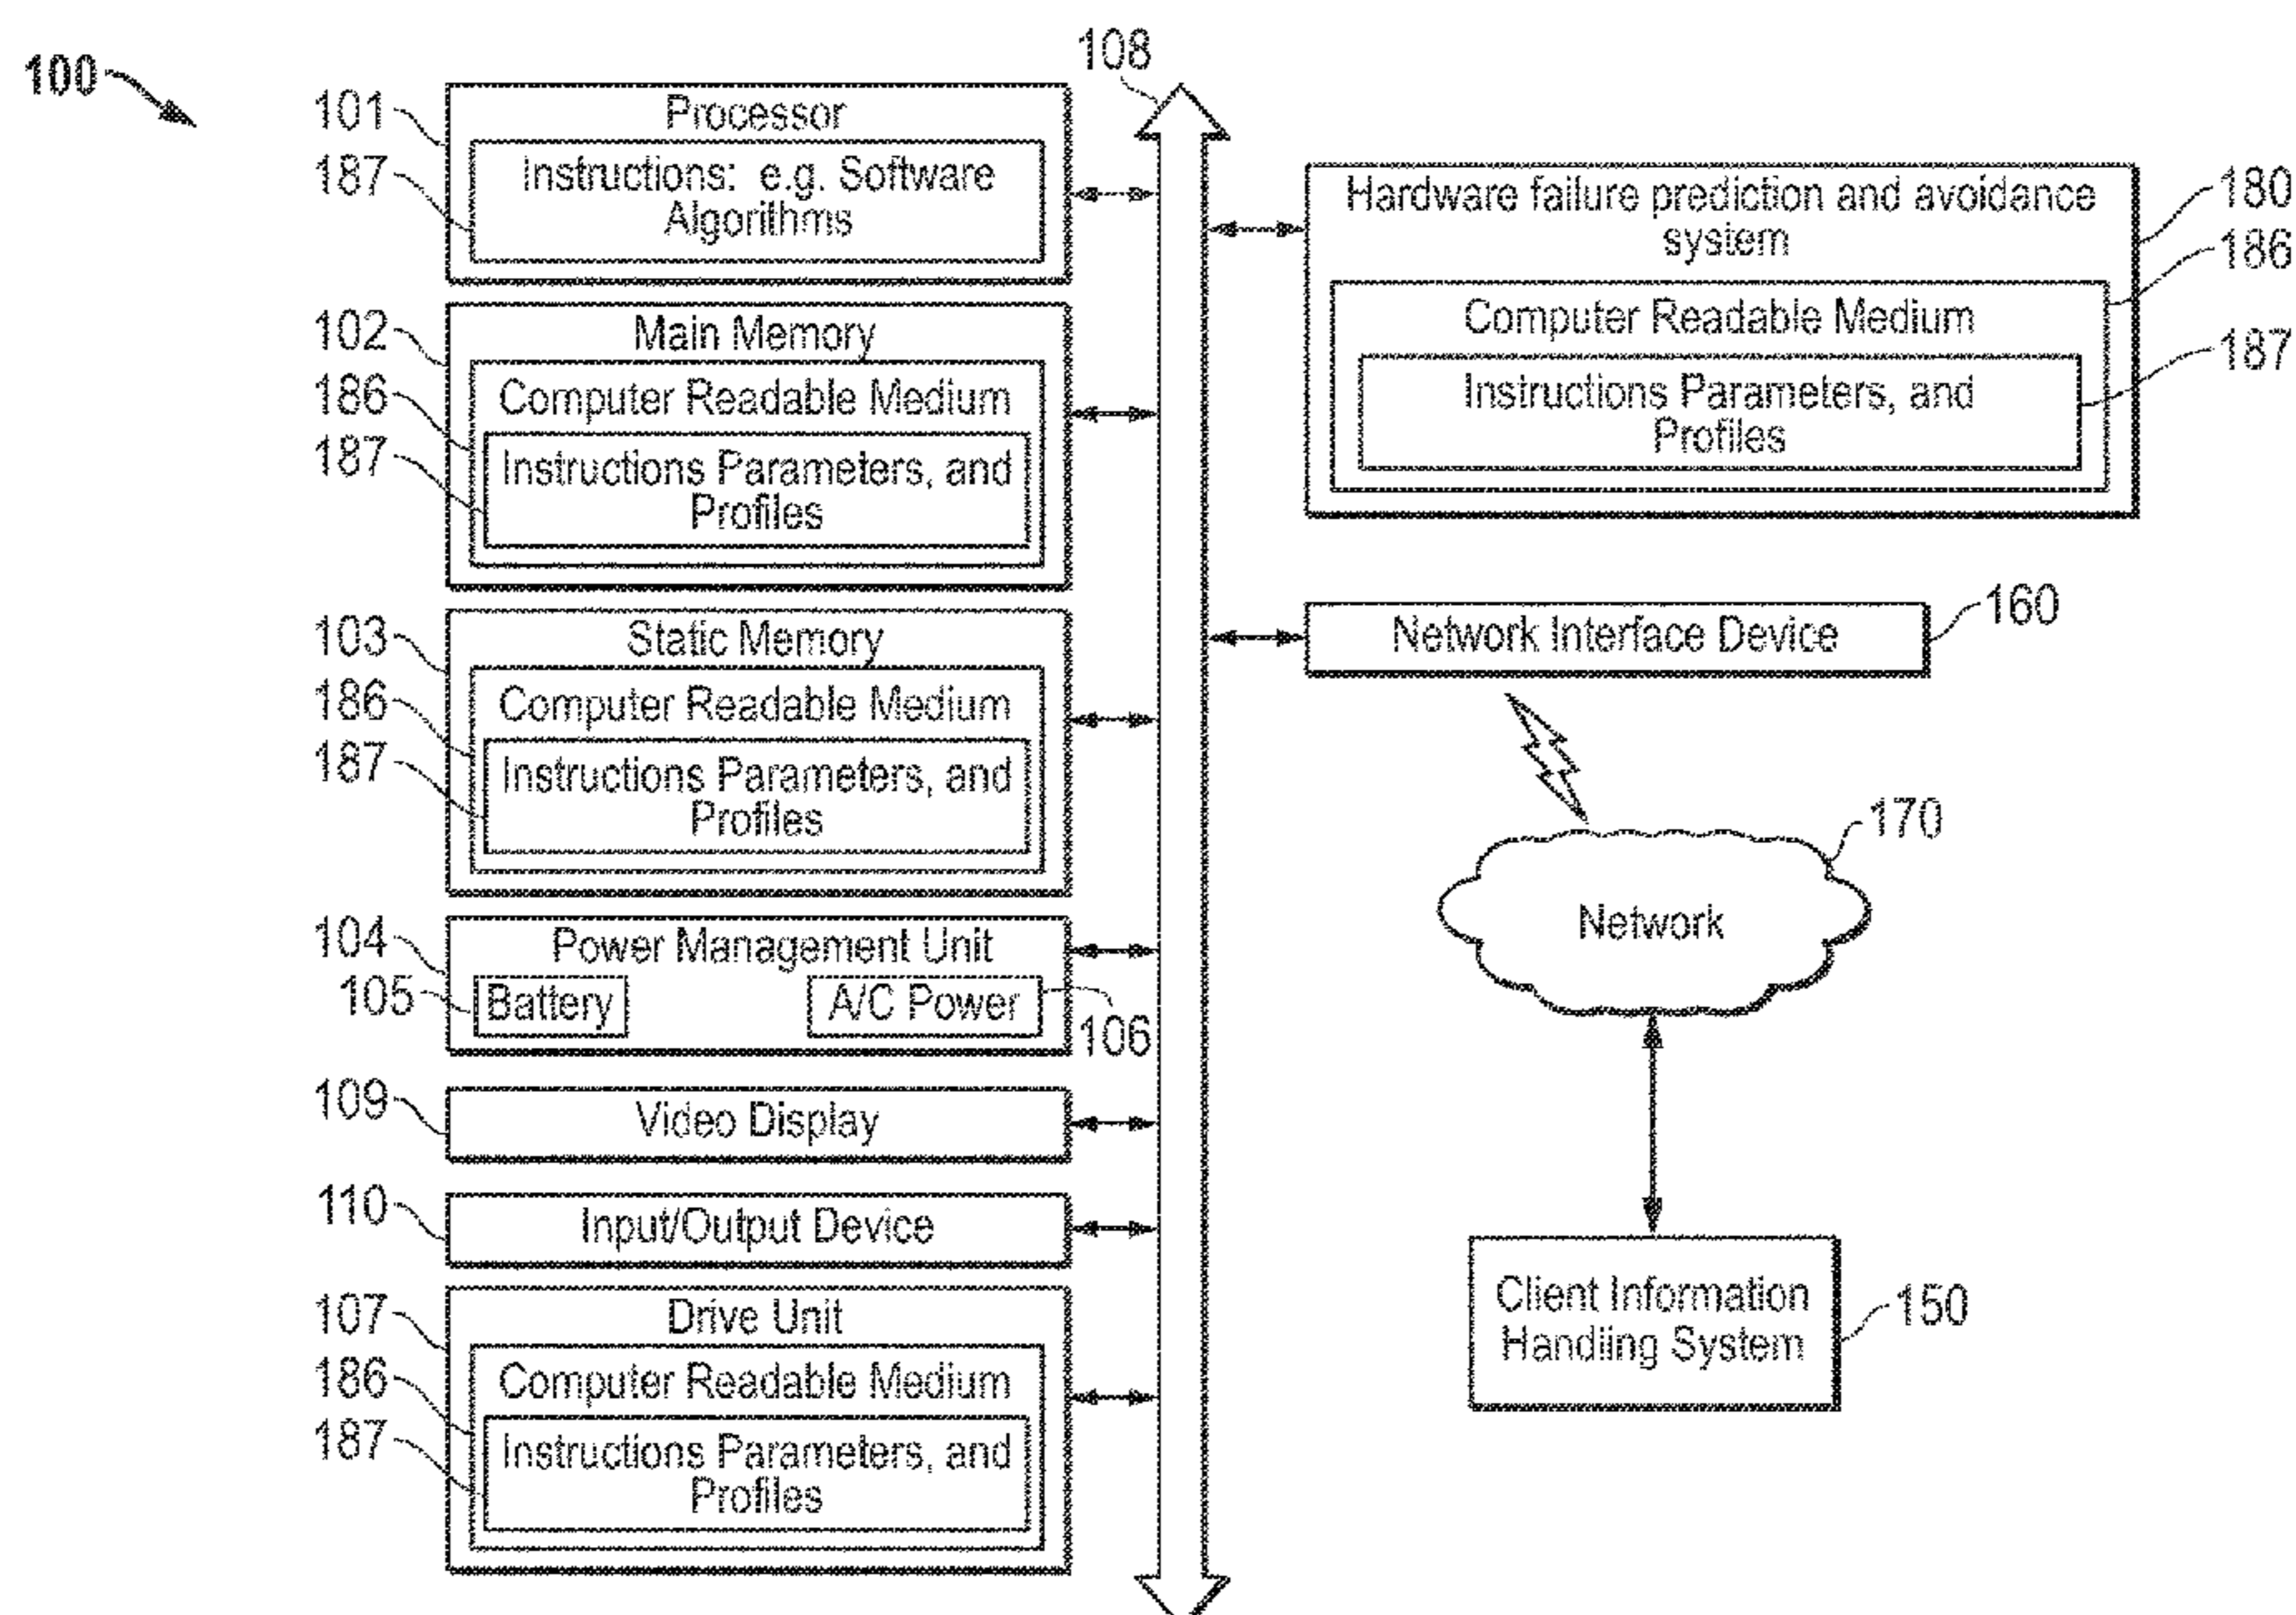 100
108
101
Processor
187
Instructions: e.g. Software
Algorithms
102
Main Memory
186
Computer Readable Medium
187
Instructions Parameters, and
Profiles
103
Static Memory
186
Computer Readable Medium
187
Instructions Parameters, and
Profiles
104
Power Management Unit
105
Battery
A/C Power
106
109
Video Display
110
Input/Output Device
107
Drive Unit
186
Computer Readable Medium
187
Instructions Parameters, and
Profiles
Hardware failure prediction and avoidance
system
180
186
Computer Readable Medium
187
Instructions Parameters, and
Profiles
Network Interface Device
160
170
Network
Client Information
Handling System
150